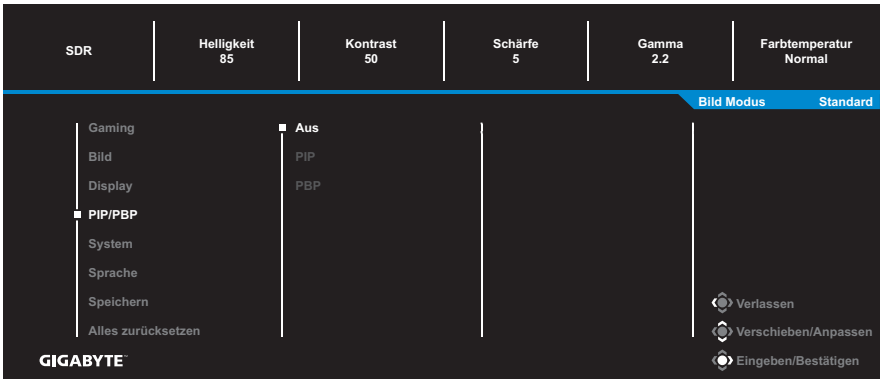 SDR
Helligkeit
85
Kontrast
50
Schärfe
5
Gamma
2.2
Farbtemperatur
Normal
Bild Modus Standard
Gaming
Bild
Display
PIP/PBP
System
Sprache
Speichern
Alles zurücksetzen
Aus
PIP
PBP
Verlassen
Verschieben/Anpassen
Eingeben/Bestätigen
GIGABYTE™